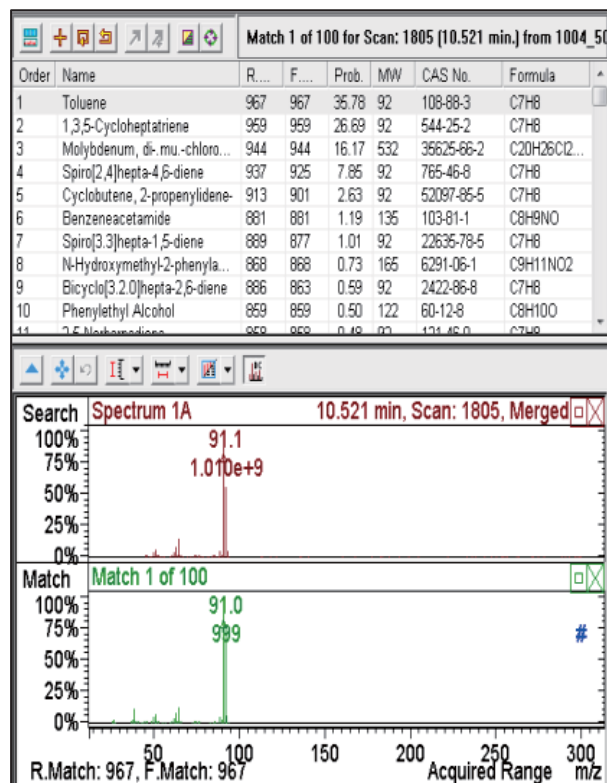 Match 1 of 100 for Scan: 1805 (10.521 min.) from 1004_50
Order Name R.... F.... Prob. MW CAS No. Formula
1 Toluene 967 967 35.78 92 108-88-3 C7H8
2 1,3,5-Cycloheptatriene 959 959 26.69 92 544-25-2 C7H8
3 Molybdenum, di-.mu.-chloro... 944 944 16.17 532 35625-66-2 C20H26Cl2...
4 Spiro[2,4]hepta-4,6-diene 937 925 7.85 92 765-46-8 C7H8
5 Cyclobutene, 2-propenylidene- 913 901 2.63 92 52097-85-5 C7H8
6 Benzeneacetamide 881 881 1.19 135 103-81-1 C8H9NO
7 Spiro[3.3]hepta-1,5-diene 889 877 1.01 92 22635-78-5 C7H8
8 N-Hydroxymethyl-2-phenyla... 868 868 0.73 165 6291-06-1 C9H11NO2
9 Bicyclo[3.2.0]hepta-2,6-diene 886 863 0.59 92 2422-86-8 C7H8
10 Phenylethyl Alcohol 859 859 0.50 122 60-12-8 C8H10O
Search Spectrum 1A 10.521 min, Scan: 1805, Merged
100% 91.1
75% 1.010e+9
50%
25%
0%
Match Match 1 of 100
100% 91.0
75% 999 #
50%
25%
0%
50 100 150 200 250 300
R.Match: 967, F.Match: 967 Acquired Range m/z